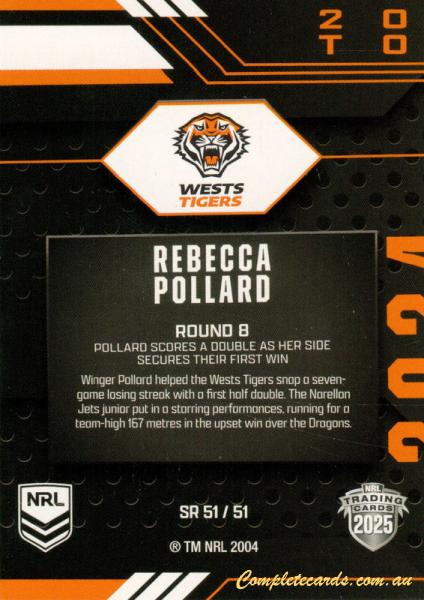 2 0
T O
WESTS
TIGERS
REBECCA
POLLARD
ROUND 8
POLLARD SCORES A DOUBLE AS HER SIDE
SECURES THEIR FIRST WIN
Winger Pollard helped the Wests Tigers snap a seven-
game losing streak with a first half double. The Narellan
Jets junior put in a starring performances, running for a
team-high 167 metres in the upset win over the Dragons.
2024
NRL
SR 51 / 51
® TM NRL 2004
NRL
TRADING
CARDS
2025
Completecards.com.au